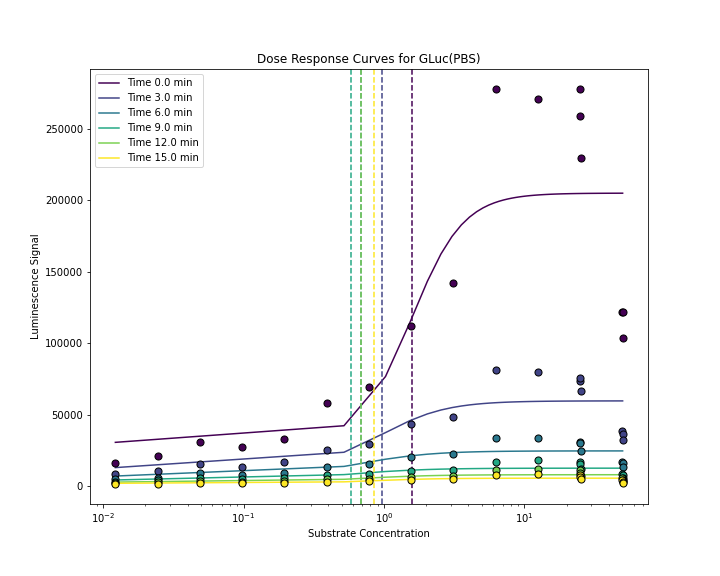 Dose Response Curves for GLuc(PBS)
Time 0.0 min
Time 3.0 min
Time 6.0 min
Time 9.0 min
Time 12.0 min
Time 15.0 min
250000
200000
150000
100000
50000
0
Luminescence Signal
10⁻² 10⁻¹ 10⁰ 10¹
Substrate Concentration